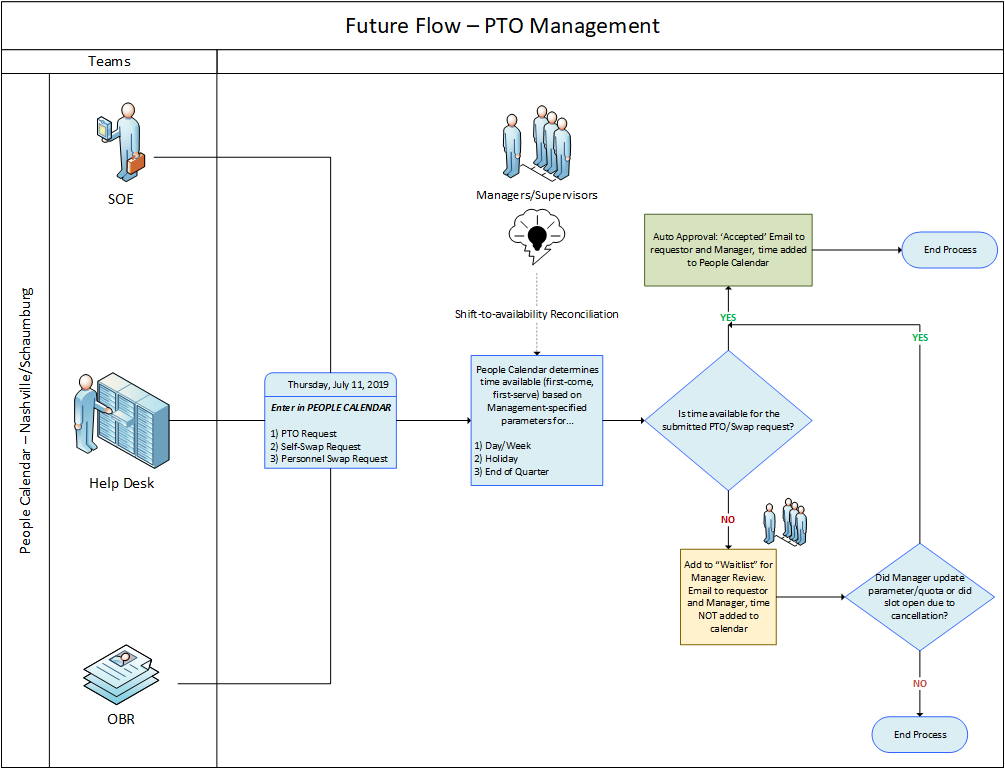 Future Flow – PTO Management
Teams
People Calendar – Nashville/Schaumburg
SOE
Help Desk
OBR
Thursday, July 11, 2019
Enter in PEOPLE CALENDAR
1) PTO Request
2) Self-Swap Request
3) Personnel Swap Request
Managers/Supervisors
Shift-to-availability Reconciliation
People Calendar determines
time available (first-come,
first-serve) based on
Management-specified
parameters for...
1) Day/Week
2) Holiday
3) End of Quarter
Is time available for the
submitted PTO/Swap request?
YES
Auto Approval: ‘Accepted’ Email to
requestor and Manager, time added
to People Calendar
End Process
NO
Add to “Waitlist” for
Manager Review.
Email to requestor
and Manager, time
NOT added to
calendar
Did Manager update
parameter/quota or did
slot open due to
cancellation?
YES
NO
End Process